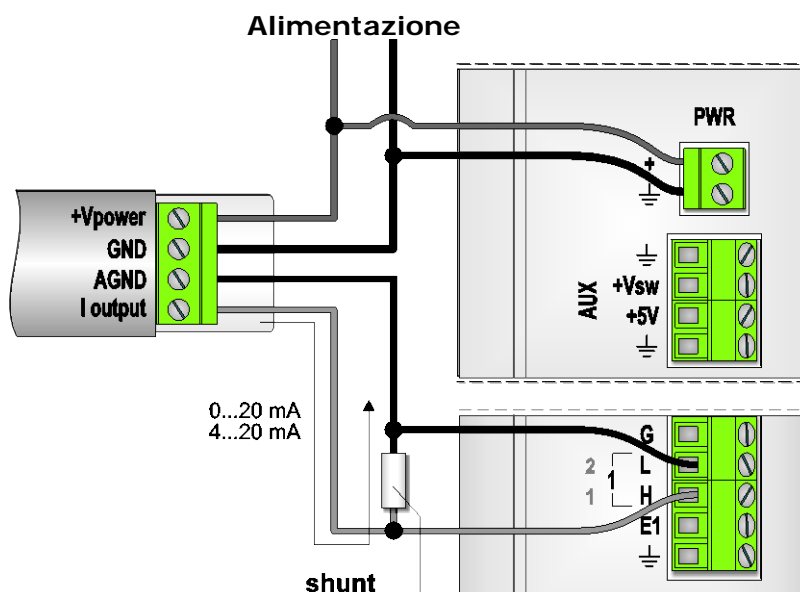 Alimentazione
PWR
+
+Vpower
GND
AGND
I output
AUX
+Vsw
+5V
0...20 mA
4...20 mA
G
2
L
1
1
H
E1
shunt